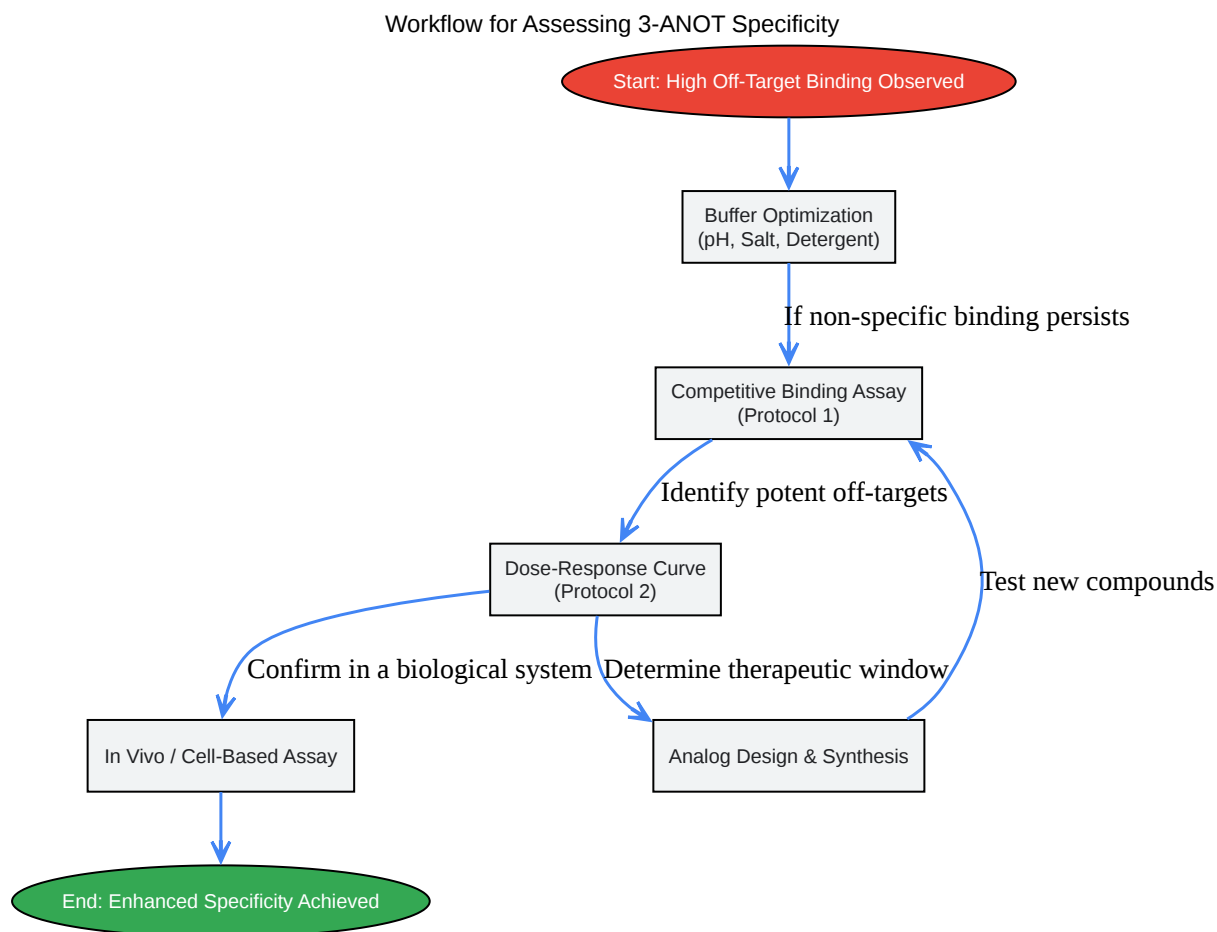 Workflow for Assessing 3-ANOT Specificity
Start: High Off-Target Binding Observed
Buffer Optimization
(pH, Salt, Detergent)
If non-specific binding persists
Competitive Binding Assay
(Protocol 1)
Identify potent off-targets
Dose-Response Curve
(Protocol 2)
Test new compounds
Confirm in a biological system
Determine therapeutic window
In Vivo / Cell-Based Assay
Analog Design & Synthesis
End: Enhanced Specificity Achieved